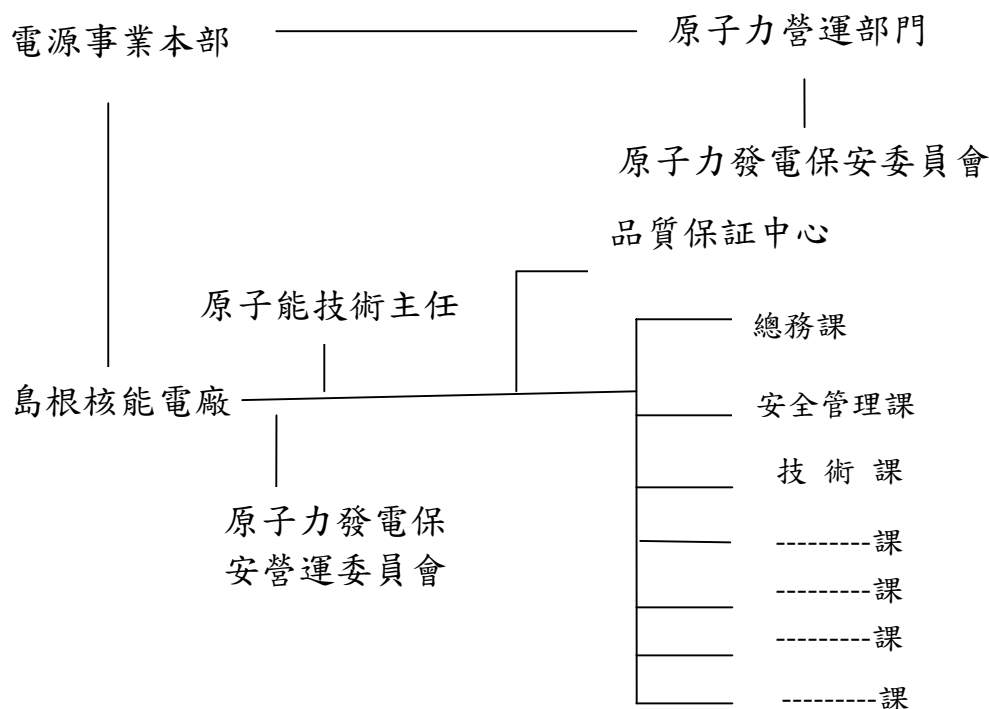 電源事業本部
原子力營運部門
原子力發電保安委員會
品質保証中心
原子能技術主任
總務課
島根核能電廠
安全管理課
技 術 課
原子力發電保
安營運委員會
---------課
---------課
---------課
---------課